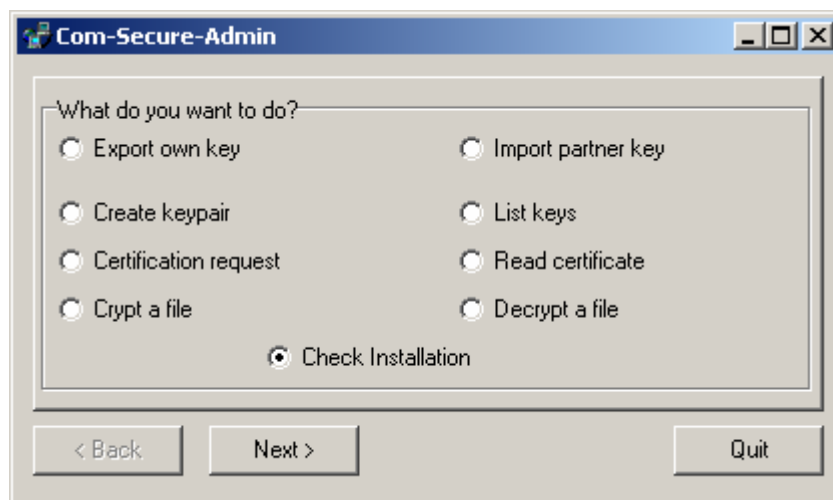 Com-Secure-Admin
What do you want to do?
Export own key Import partner key
Create keypair List keys
Certification request Read certificate
Crypt a file Decrypt a file
Check Installation
< Back Next > Quit